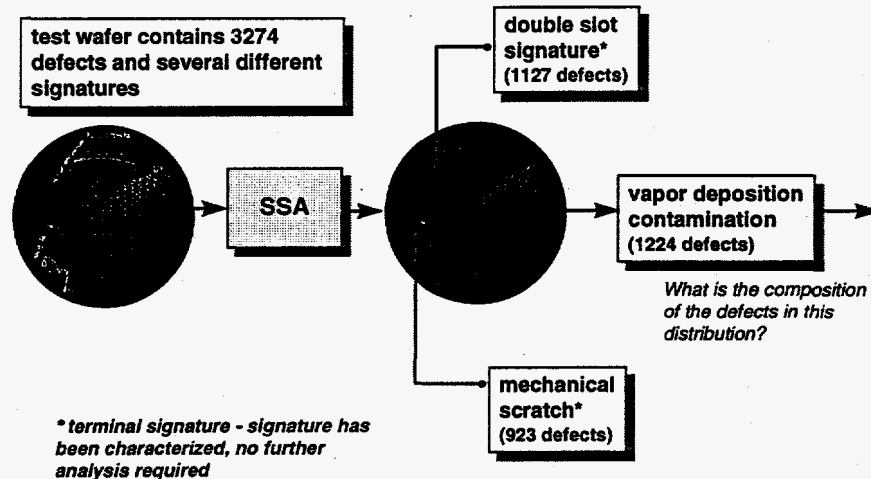 test wafer contains 3274
defects and several different
signatures
double slot
signature*
(1127 defects)
SSA
vapor deposition
contamination
(1224 defects)
What is the composition
of the defects in this
distribution?
mechanical
scratch*
(923 defects)
* terminal signature - signature has
been characterized, no further
analysis required